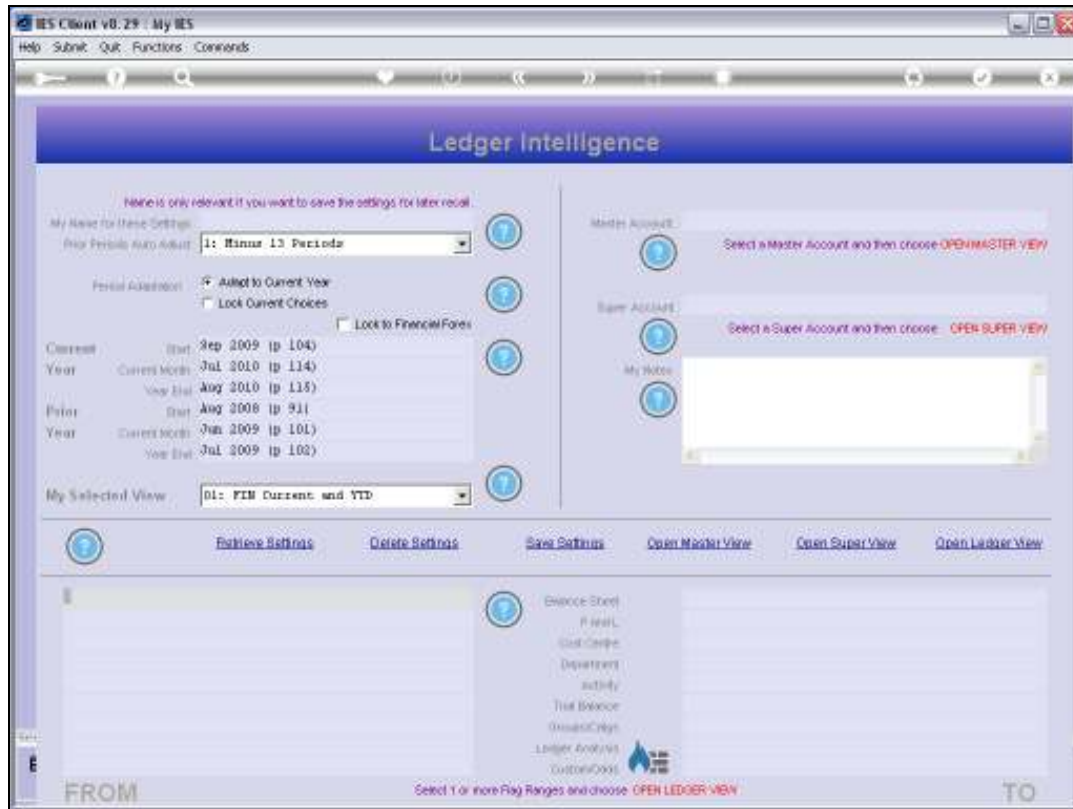 IES Client v8.29 : My IES
Help Submit Quit Functions Commands
Ledger Intelligence
Name is only relevant if you want to save the settings for later recall.
My Name for these Settings
Prior Periods Auto Adjust 1: Minus 13 Periods
Period Adaptation Adapt to Current Year
Lock Current Choices
Lock to Financial Forex
Current Start Sep 2009 (p 104)
Year Current Month Jul 2010 (p 114)
Year End Aug 2010 (p 115)
Prior Start Aug 2008 (p 91)
Year Current Month Jun 2009 (p 101)
Year End Jul 2009 (p 102)
My Selected View 01: FIN Current and YTD
Master Account
Select a Master Account and then choose OPEN MASTER VIEW
Super Account
Select a Super Account and then choose OPEN SUPER VIEW
My Notes
Retrieve Settings Delete Settings Save Settings Open Master View Open Super View Open Ledger View
Balance Sheet
P and L
Cost Centre
Department
Activity
Trial Balance
Ledger Analysis
Select 1 or more Flag Ranges and choose OPEN LEDGER VIEW
FROM
TO